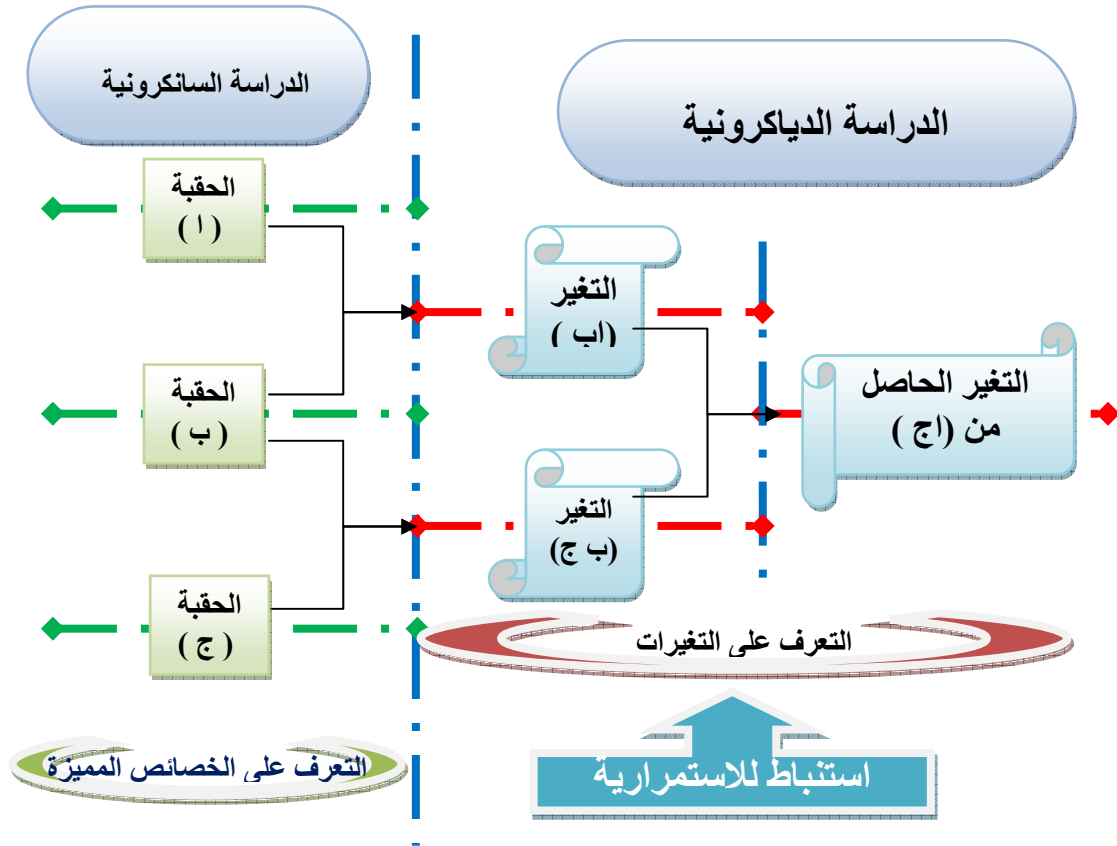 الدراسة السانكرونية
الدراسة الدياكرونية
الحقبة
(ا)
التغير
(اب )
الحقبة
( ب )
التغير الحاصل
من (اج )
التغير
(ب ج)
الحقبة
( ج )
التعرف على التغيرات
التعرف على الخصائص المميزة
استنباط للاستمرارية